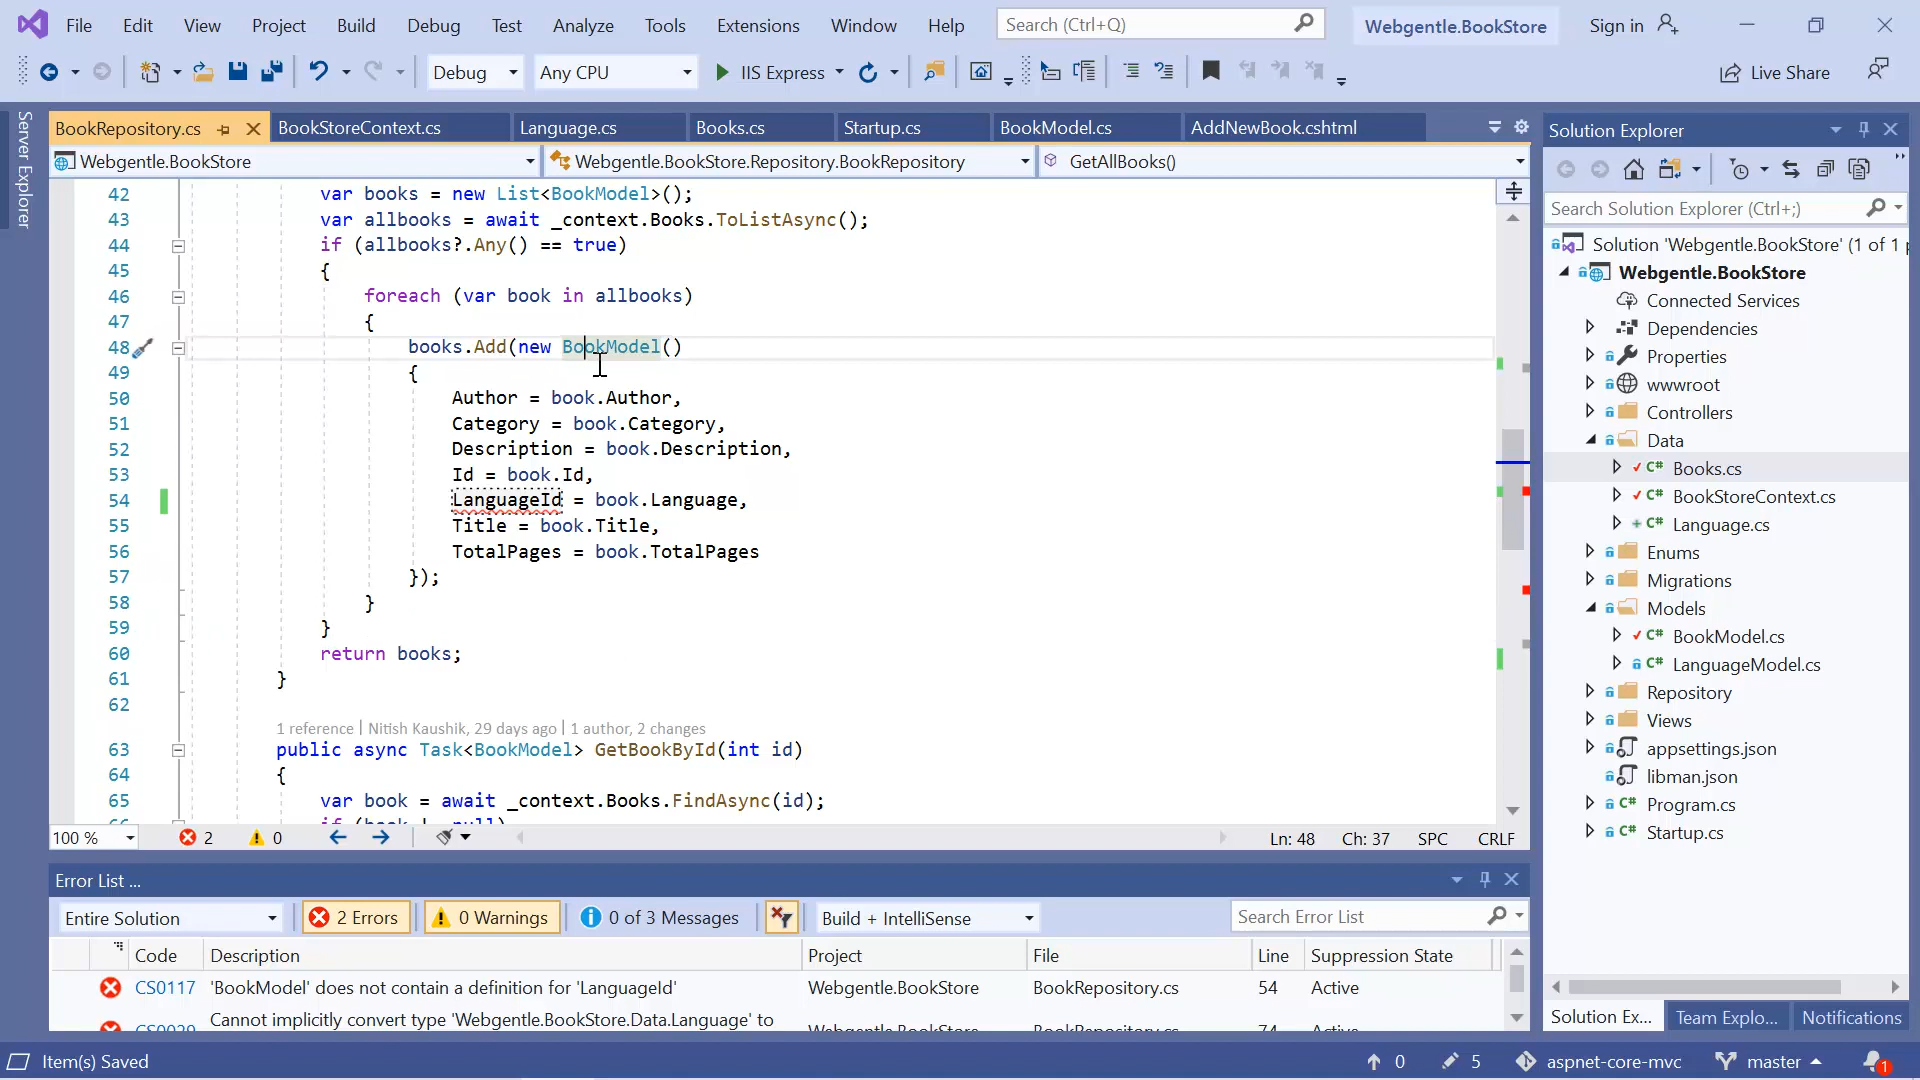 File Edit View Project Build Debug Test Analyze Tools Extensions Window Help Search (Ctrl+Q) Webgentle.BookStore Sign in
Debug Any CPU IIS Express Live Share
Server Explorer
BookRepository.cs BookStoreContext.cs Language.cs Books.cs Startup.cs BookModel.cs AddNewBook.cshtml
Webgentle.BookStore Webgentle.BookStore.Repository.BookRepository GetAllBooks()
42 var books = new List<BookModel>();
43 var allbooks = await _context.Books.ToListAsync();
44 if (allbooks?.Any() == true)
45 {
46 foreach (var book in allbooks)
47 {
48 books.Add(new BookModel()
49 {
50 Author = book.Author,
51 Category = book.Category,
52 Description = book.Description,
53 Id = book.Id,
54 LanguageId = book.Language,
55 Title = book.Title,
56 TotalPages = book.TotalPages
57 });
58 }
59 }
60 return books;
61 }
62
1 reference | Nitish Kaushik, 29 days ago | 1 author, 2 changes
63 public async Task<BookModel> GetBookById(int id)
64 {
65 var book = await _context.Books.FindAsync(id);
100 % 2 0 Ln: 48 Ch: 37 SPC CRLF
Error List ...
Entire Solution 2 Errors 0 Warnings 0 of 3 Messages Build + IntelliSense Search Error List
Code Description Project File Line Suppression State
CS0117 'BookModel' does not contain a definition for 'LanguageId' Webgentle.BookStore BookRepository.cs 54 Active
Cannot implicitly convert type 'Webgentle.BookStore.Data.Language' to
Solution Explorer
Search Solution Explorer (Ctrl+;)
Solution 'Webgentle.BookStore' (1 of 1 p
Webgentle.BookStore
Connected Services
Dependencies
Properties
wwwroot
Controllers
Data
C# Books.cs
C# BookStoreContext.cs
C# Language.cs
Enums
Migrations
Models
C# BookModel.cs
C# LanguageModel.cs
Repository
Views
appsettings.json
libman.json
C# Program.cs
C# Startup.cs
Solution Ex... Team Explo... Notifications
Item(s) Saved 0 5 aspnet-core-mvc master 1